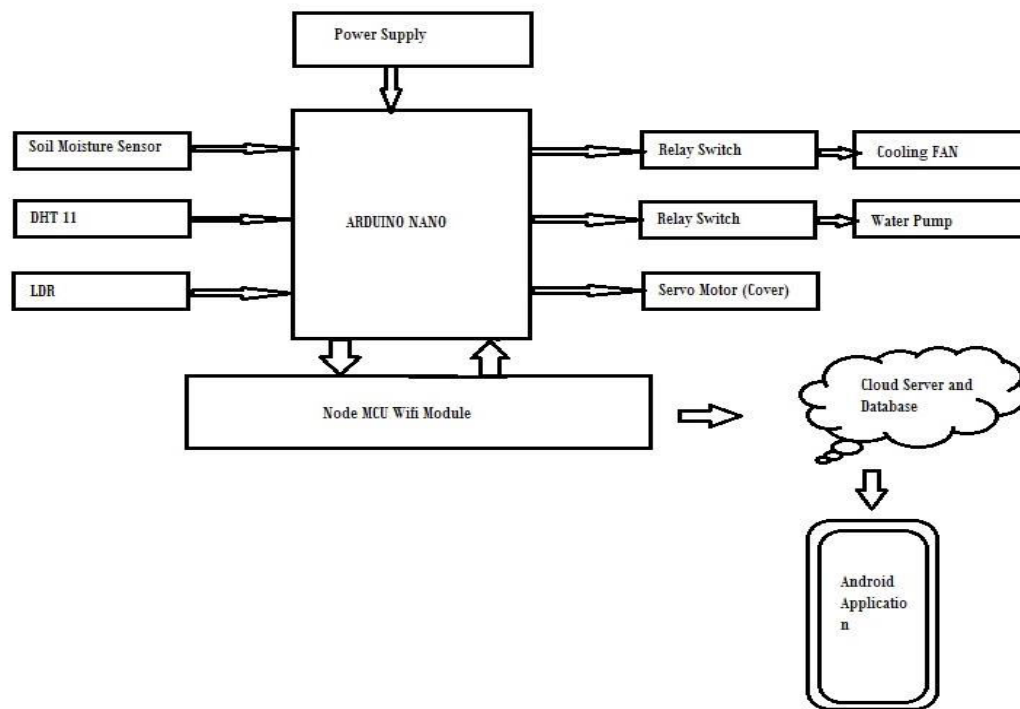 Power Supply
Soil Moisture Sensor
Relay Switch
Cooling FAN
DHT 11
ARDUINO NANO
Relay Switch
Water Pump
LDR
Servo Motor (Cover)
Node MCU Wifi Module
Cloud Server and
Database
Android
Applicatio
n